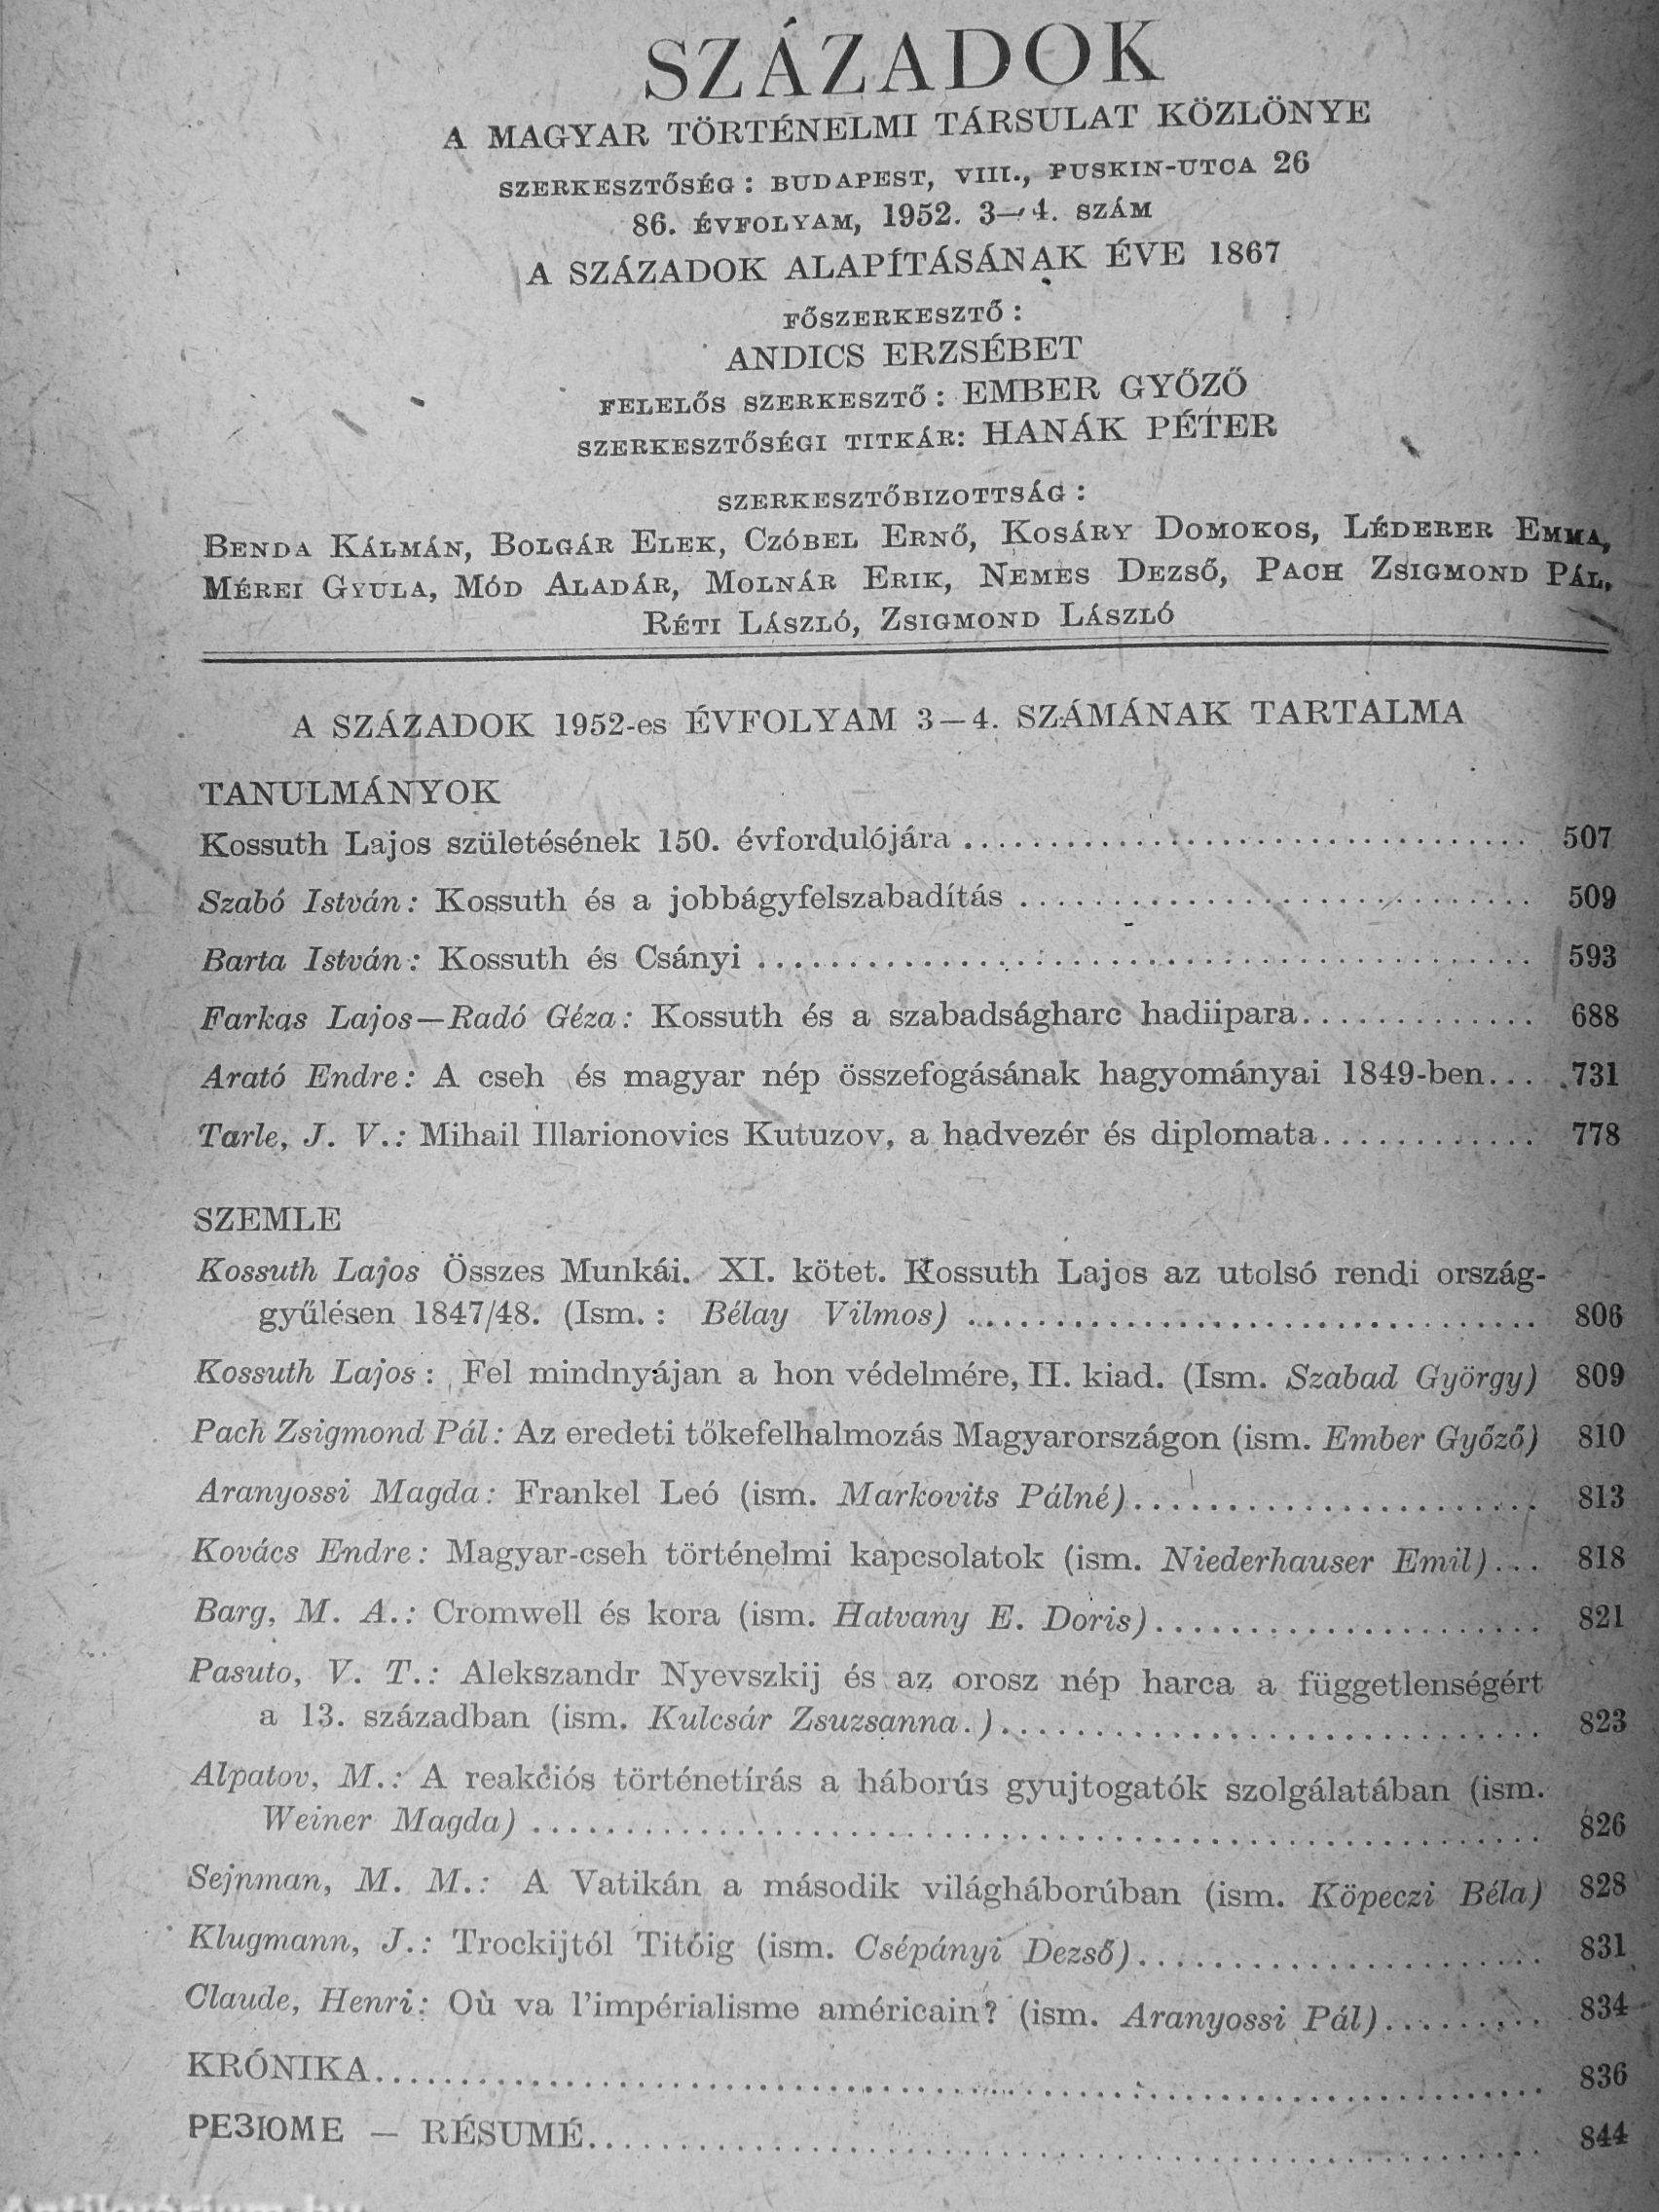 SZÁZADOK
A MAGYAR TÖRTÉNELMI TÁRSULAT KÖZLÖNYE
SZERKESZTŐSÉG : BUDAPEST, VIII., PUSKIN-UTCA 26
86. ÉVFOLYAM, 1952. 3—4. SZÁM
A SZÁZADOK ALAPÍTÁSÁNAK ÉVE 1867
FŐSZERKESZTŐ :
ANDICS ERZSÉBET
FELELŐS SZERKESZTŐ : EMBER GYŐZŐ
SZERKESZTŐSÉGI TITKÁR: HANÁK PÉTER
SZERKESZTŐBIZOTTSÁG :
BENDA KÁLMÁN, BOLGÁR ELEK, CZÓBEL ERNŐ, KOSÁRY DOMOKOS, LÉDERER EMMA,
MÉREI GYULA, MÓD ALADÁR, MOLNÁR ERIK, NEMES DEZSŐ, PACH ZSIGMOND PÁL,
RÉTI LÁSZLÓ, ZSIGMOND LÁSZLÓ
A SZÁZADOK 1952-es ÉVFOLYAM 3—4. SZÁMÁNAK TARTALMA
TANULMÁNYOK
Kossuth Lajos születésének 150. évfordulójára ........ 507
Szabó István: Kossuth és a jobbágyfelszabadítás ........ 509
Barta István: Kossuth és Csányi ........ 593
Farkas Lajos—Radó Géza: Kossuth és a szabadságharc hadiipara ........ 688
Arató Endre: A cseh és magyar nép összefogásának hagyományai 1849-ben... 731
Tarle, J. V.: Mihail Illarionovics Kutuzov, a hadvezér és diplomata ........ 778
SZEMLE
Kossuth Lajos Összes Munkái. XI. kötet. Kossuth Lajos az utolsó rendi ország-
gyűlésen 1847/48. (Ism. : Bélay Vilmos) ........ 806
Kossuth Lajos : Fel mindnyájan a hon védelmére, II. kiad. (Ism. Szabad György) 809
Pach Zsigmond Pál: Az eredeti tőkefelhalmozás Magyarországon (ism. Ember Győző) 810
Aranyossi Magda: Frankel Leó (ism. Markovits Pálné) ........ 813
Kovács Endre: Magyar-cseh történelmi kapcsolatok (ism. Niederhauser Emil)... 818
Barg, M. A.: Cromwell és kora (ism. Hatvany E. Doris) ........ 821
Pasuto, V. T.: Alekszandr Nyevszkij és az orosz nép harca a függetlenségért
a 13. században (ism. Kulcsár Zsuzsanna.) ........ 823
Alpatov, M.: A reakciós történetírás a háborús gyujtogatók szolgálatában (ism.
Weiner Magda) ........ 826
Sejnman, M. M.: A Vatikán a második világháborúban (ism. Köpeczi Béla) 828
Klugmann, J.: Trockijtól Titóig (ism. Csépányi Dezső) ........ 831
Claude, Henri: Où va l'impérialisme américain? (ism. Aranyossi Pál) ........ 834
KRÓNIKA ........ 836
РЕЗЮМЕ — RÉSUMÉ ........ 844